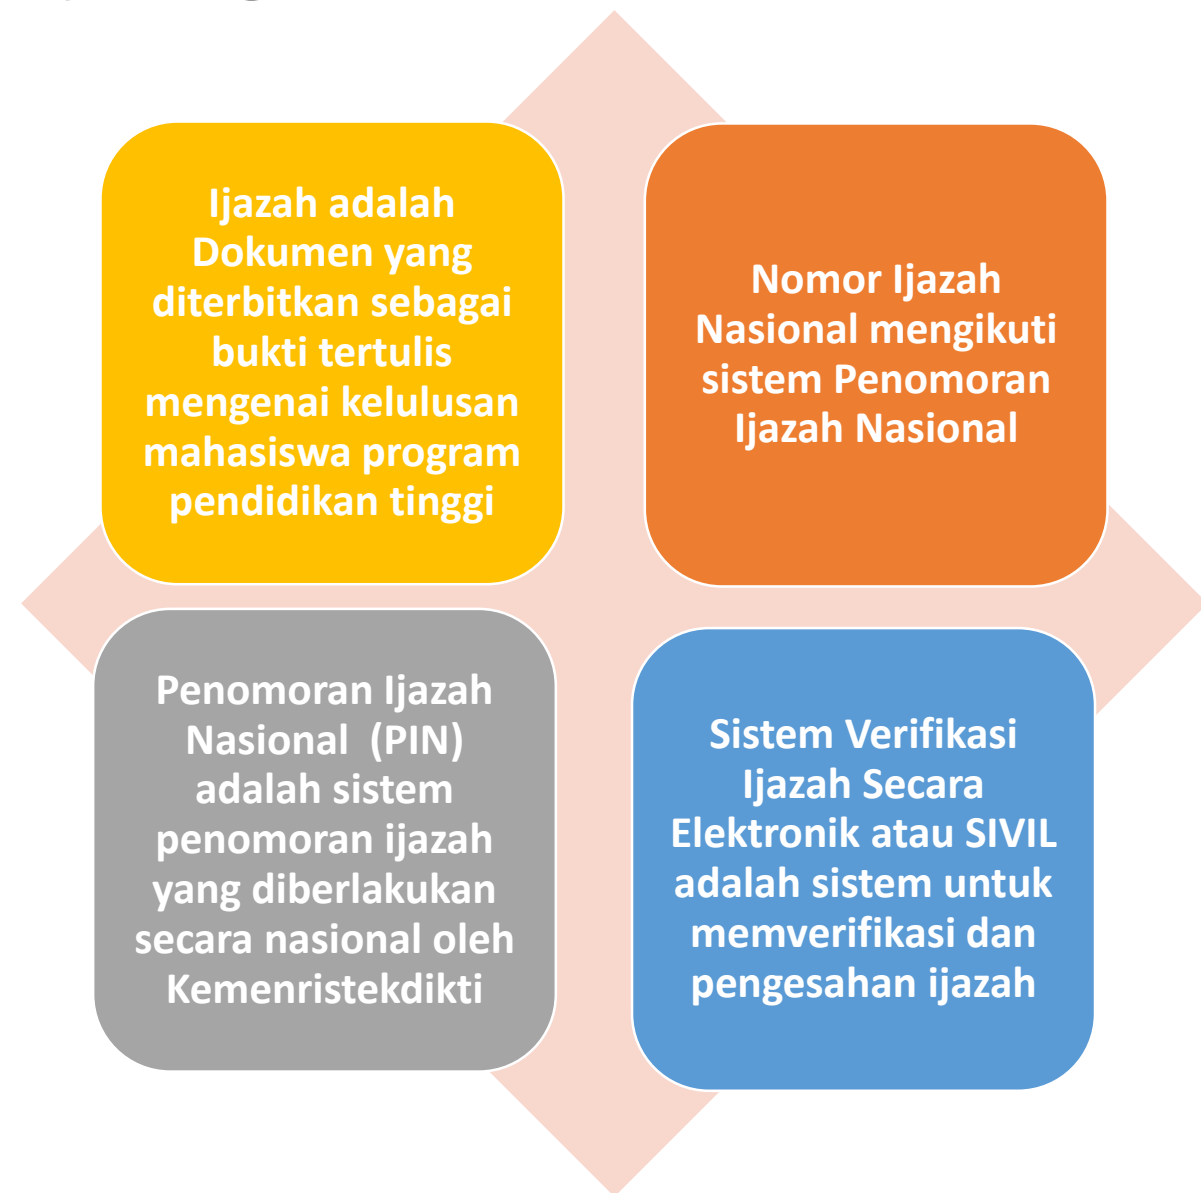 Ijazah adalah
Dokumen yang
diterbitkan sebagai
bukti tertulis
mengenai kelulusan
mahasiswa program
pendidikan tinggi
Nomor Ijazah
Nasional mengikuti
sistem Penomoran
Ijazah Nasional
Penomoran Ijazah
Nasional  (PIN)
adalah sistem
penomoran ijazah
yang diberlakukan
secara nasional oleh
Kemenristekdikti
Sistem Verifikasi
Ijazah Secara
Elektronik atau SIVIL
adalah sistem untuk
memverifikasi dan
pengesahan ijazah